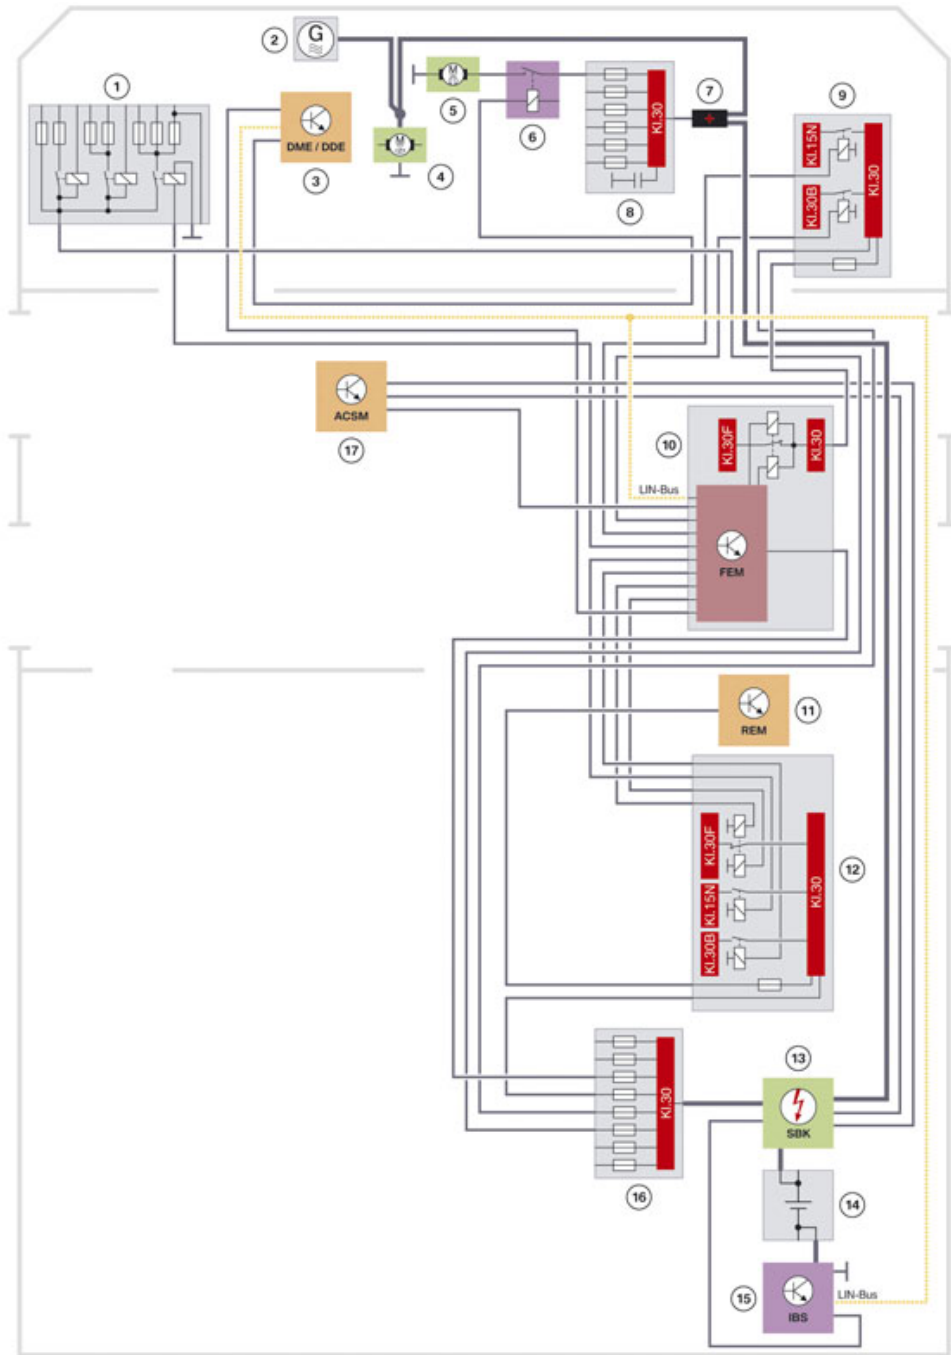 1
2
G
3
DME / DDE
M
4
M
5
6
7
Kl.30
8
9
Kl.15N
Kl.30B
Kl.30
ACSM
17
10
Kl.30F
Kl.30
LIN-Bus
FEM
11
REM
12
Kl.30F
Kl.15N
Kl.30B
Kl.30
13
SBK
Kl.30
16
14
15
IBS
LIN-Bus